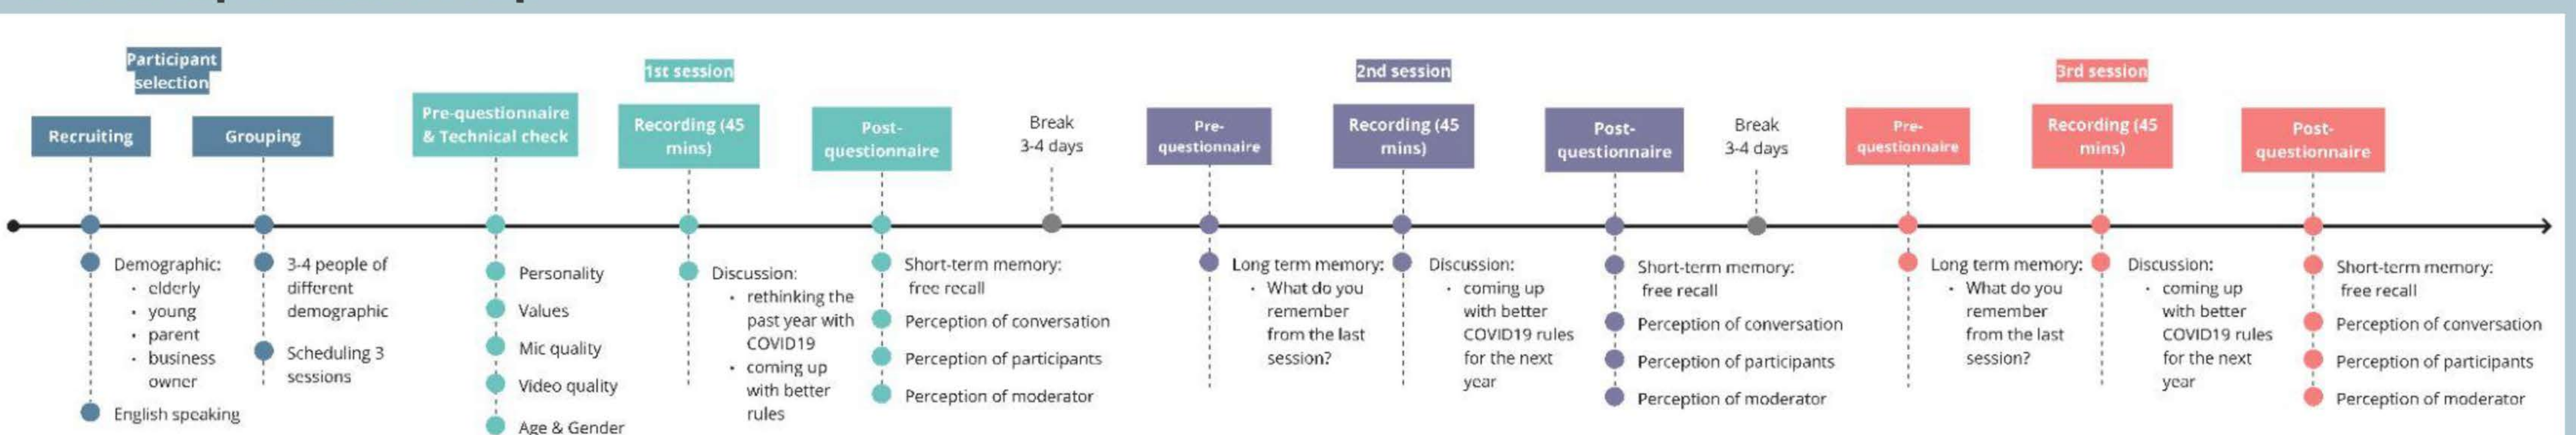 Participant
selection
Recruiting
Demographic:
• elderly
• young
• parent
• business
owner
English speaking
Grouping
3-4 people of
different
demographic
Scheduling 3
sessions
1st session
Pre-questionnaire
& Technical check
Personality
Values
Mic quality
Video quality
Age & Gender
Recording (45
mins)
Discussion:
• rethinking the
past year with
COVID19
• coming up
with better
rules
Post-
questionnaire
Short-term memory:
free recall
Perception of conversation
Perception of participants
Perception of moderator
Break
3-4 days
2nd session
Pre-
questionnaire
Long term memory:
• What do you
remember
from the last
session?
Recording (45
mins)
Discussion:
• coming up
with better
COVID19 rules
for the next
year
Post-
questionnaire
Short-term memory:
free recall
Perception of conversation
Perception of participants
Perception of moderator
Break
3-4 days
3rd session
Pre-
questionnaire
Long term memory:
• What do you
remember
from the last
session?
Recording (45
mins)
Discussion:
• coming up
with better
COVID19 rules
for the next
year
Post-
questionnaire
Short-term memory:
free recall
Perception of conversation
Perception of participants
Perception of moderator